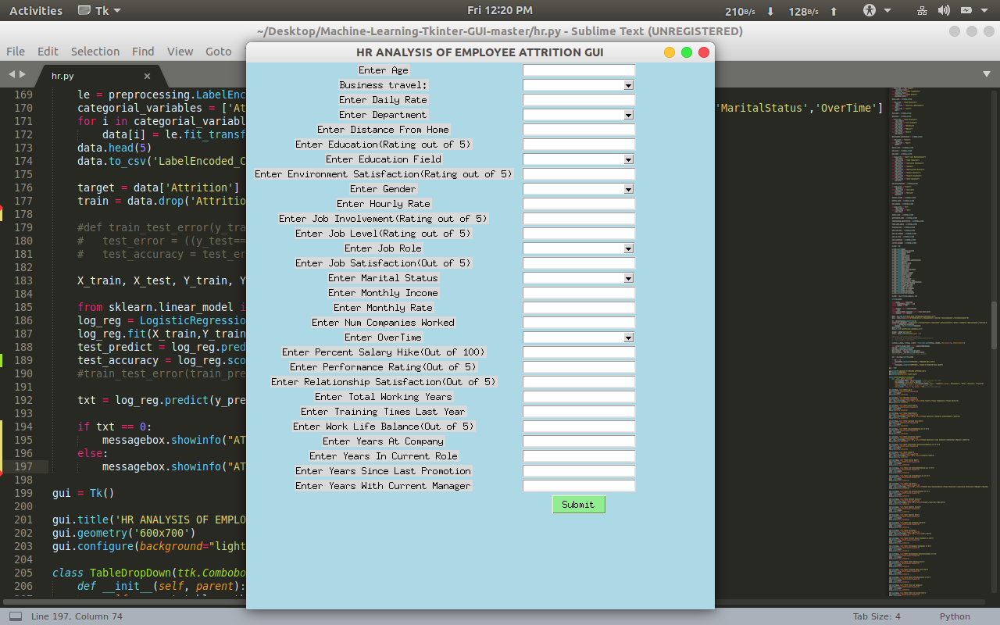 Activities
Tk
Fri 12:20 PM
210B/s
128B/s
~/Desktop/Machine-Learning-Tkinter-GUI-master/hr.py - Sublime Text (UNREGISTERED)
File Edit Selection Find View Goto
hr.py
HR ANALYSIS OF EMPLOYEE ATTRITION GUI
Enter Age
Business travel:
Enter Daily Rate
Enter Department
Enter Distance From Home
Enter Education(Rating out of 5)
Enter Education Field
Enter Environment Satisfaction(Rating out of 5)
Enter Gender
Enter Hourly Rate
Enter Job Involvement(Rating out of 5)
Enter Job Level(Rating out of 5)
Enter Job Role
Enter Job Satisfaction(Out of 5)
Enter Marital Status
Enter Monthly Income
Enter Monthly Rate
Enter Num Companies Worked
Enter OverTime
Enter Percent Salary Hike(Out of 100)
Enter Performance Rating(Out of 5)
Enter Relationship Satisfaction(Out of 5)
Enter Total Working Years
Enter Training Times Last Year
Enter Work Life Balance(Out of 5)
Enter Years At Company
Enter Years In Current Role
Enter Years Since Last Promotion
Enter Years With Current Manager
Submit
169 le = preprocessing.LabelEnc
170 categorial_variables = ['At 'MaritalStatus','OverTime']
171 for i in categorial_variabl
172 data[i] = le.fit_transf
173 data.head(5)
174 data.to_csv('LabelEncoded_C
175
176 target = data['Attrition']
177 train = data.drop('Attritio
178
179 #def train_test_error(y_tra
180 #   test_error = ((y_test==
181 #   test_accuracy = test_er
182
183 X_train, X_test, Y_train, Y
184
185 from sklearn.linear_model i
186 log_reg = LogisticRegressio
187 log_reg.fit(X_train,Y_train
188 test_predict = log_reg.pred
189 test_accuracy = log_reg.sco
190 #train_test_error(train_pre
191
192 txt = log_reg.predict(y_pre
193
194 if txt == 0:
195 messagebox.showinfo("AT
196 else:
197 messagebox.showinfo("AT
198
199 gui = Tk()
200
201 gui.title('HR ANALYSIS OF EMPLO
202 gui.geometry('600x700')
203 gui.configure(background="light
204
205 class TableDropDown(ttk.Combobo
206 def __init__(self, parent):
Line 197, Column 74
Tab Size: 4
Python